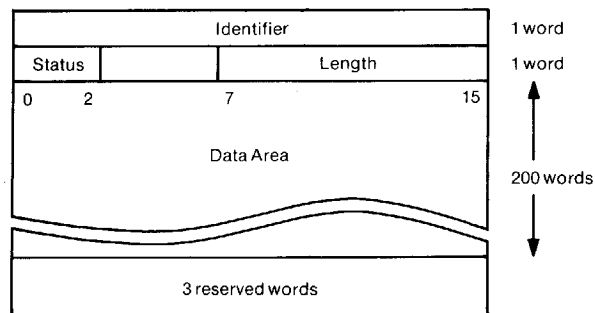 Identifier 1 word
Status Length 1 word
0 2 7 15
Data Area
200 words
3 reserved words